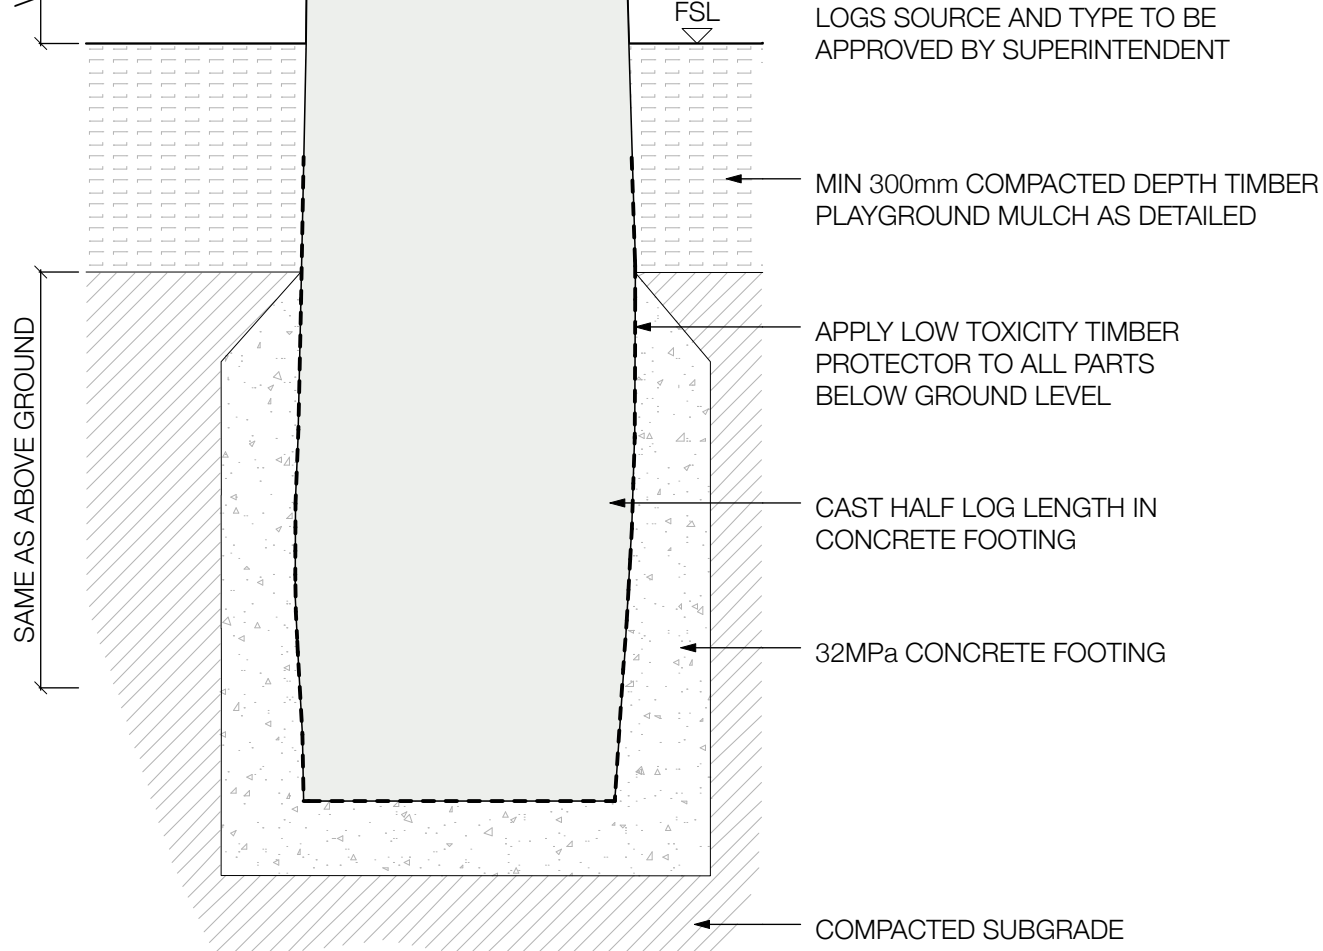 FSL
LOGS SOURCE AND TYPE TO BE
APPROVED BY SUPERINTENDENT
MIN 300mm COMPACTED DEPTH TIMBER
PLAYGROUND MULCH AS DETAILED
APPLY LOW TOXICITY TIMBER
PROTECTOR TO ALL PARTS
BELOW GROUND LEVEL
SAME AS ABOVE GROUND
CAST HALF LOG LENGTH IN
CONCRETE FOOTING
32MPa CONCRETE FOOTING
COMPACTED SUBGRADE